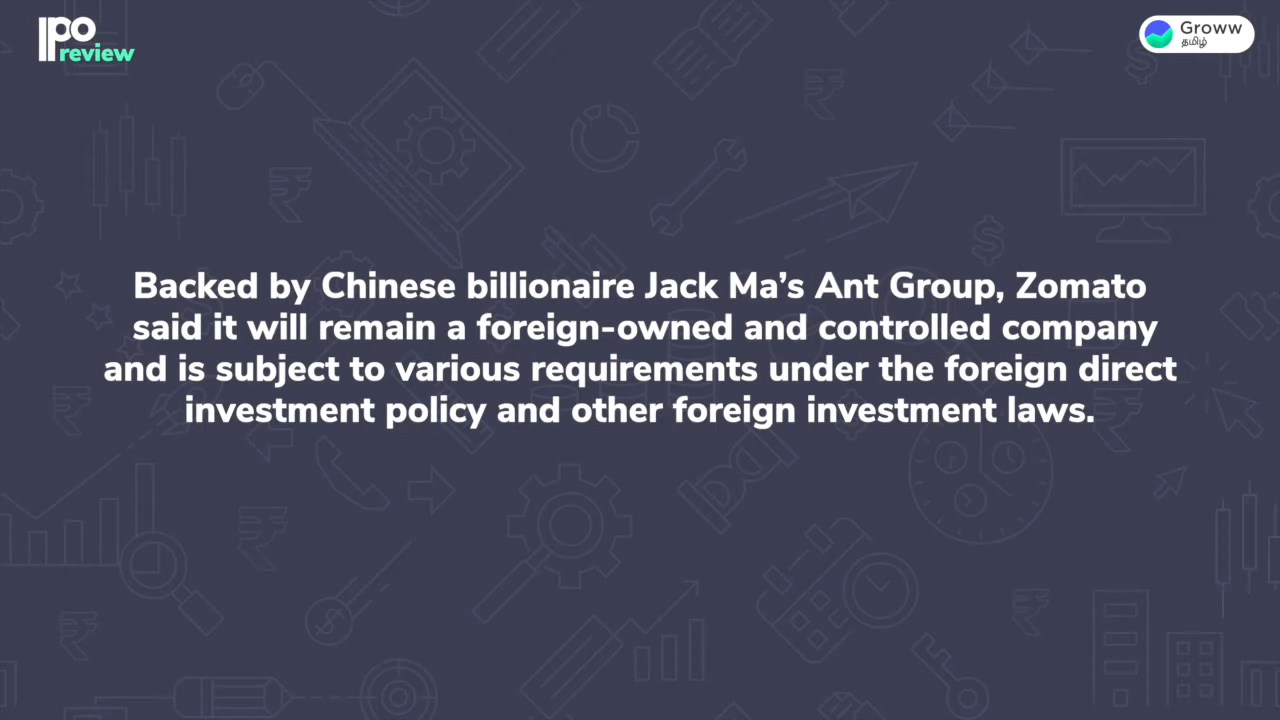 IPO
review
Groww
தமிழ்
Backed by Chinese billionaire Jack Ma’s Ant Group, Zomato
said it will remain a foreign-owned and controlled company
and is subject to various requirements under the foreign direct
investment policy and other foreign investment laws.